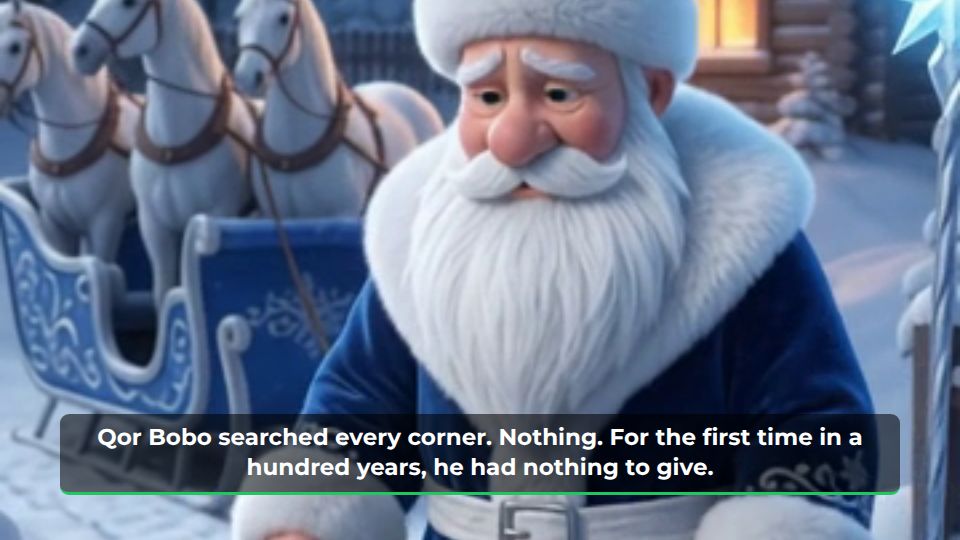 Qor Bobo searched every corner. Nothing. For the first time in a
hundred years, he had nothing to give.